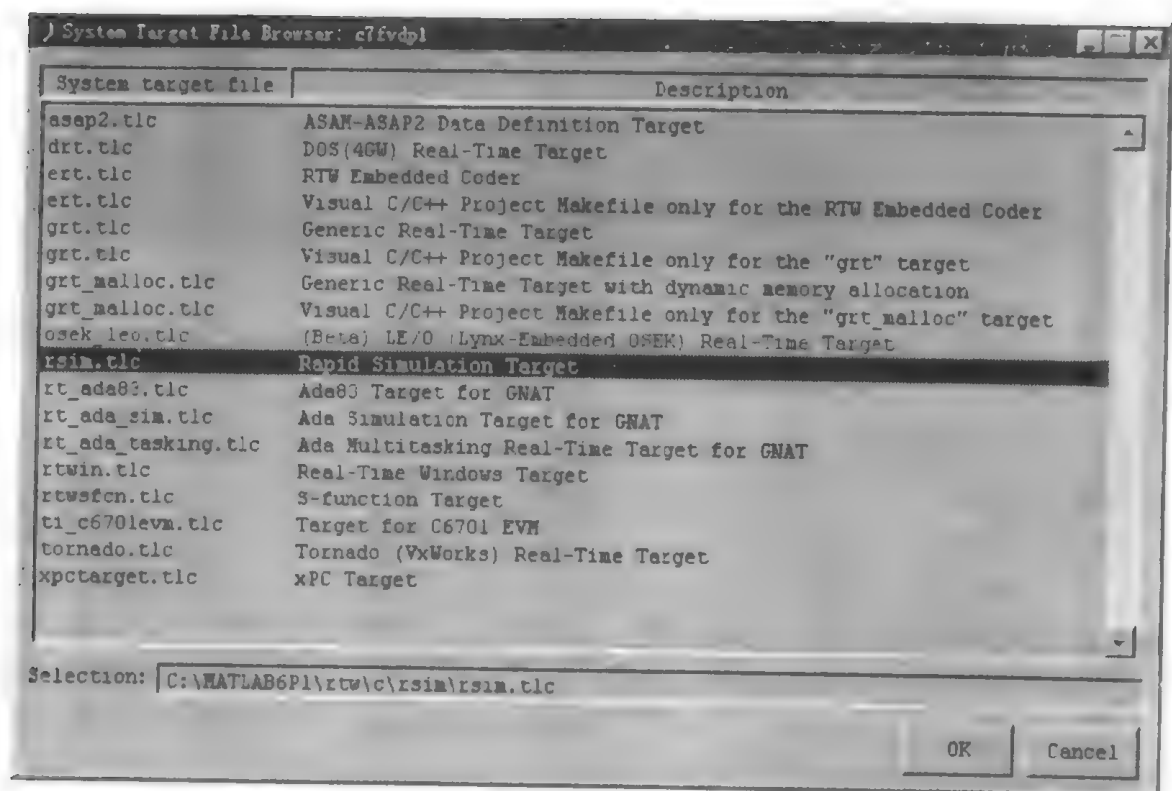 System Target File Browser: c7fvdp1
System target file Description
asap2.tlc ASAM-ASAP2 Data Definition Target
drt.tlc DOS(4GW) Real-Time Target
ert.tlc RTW Embedded Coder
ert.tlc Visual C/C++ Project Makefile only for the RTW Embedded Coder
grt.tlc Generic Real-Time Target
grt.tlc Visual C/C++ Project Makefile only for the "grt" target
grt_malloc.tlc Generic Real-Time Target with dynamic memory allocation
grt_malloc.tlc Visual C/C++ Project Makefile only for the "grt_malloc" target
osek_leo.tlc (Beta) LE/O (Lynx-Embedded OSEK) Real-Time Target
rsim.tlc Rapid Simulation Target
rt_ada83.tlc Ada83 Target for GNAT
rt_ada_sim.tlc Ada Simulation Target for GNAT
rt_ada_tasking.tlc Ada Multitasking Real-Time Target for GNAT
rtwin.tlc Real-Time Windows Target
rtwsfcn.tlc S-function Target
ti_c6701evm.tlc Target for C6701 EVM
tornado.tlc Tornado (VxWorks) Real-Time Target
xpctarget.tlc xPC Target
Selection: C:\MATLAB6P1\rtw\c\rsim\rsim.tlc
OK Cancel